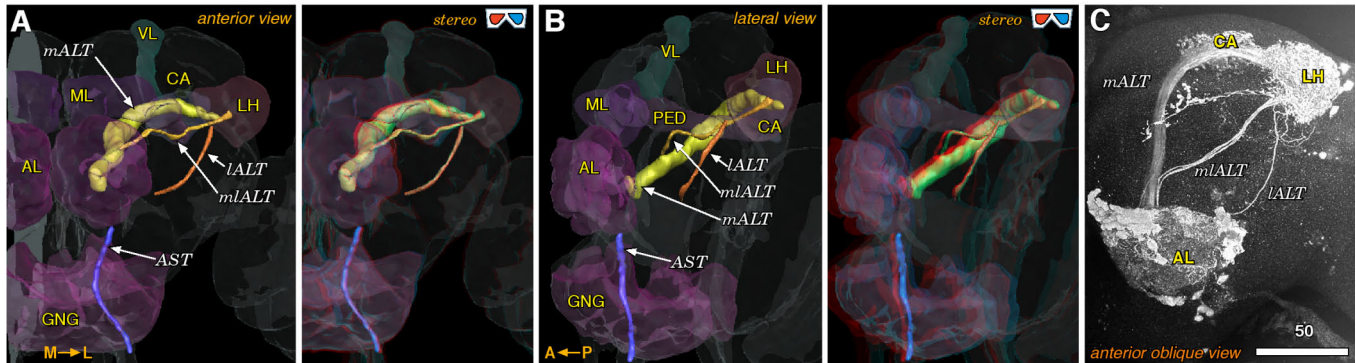 A
anterior view
VL
mALT
CA
ML
LH
AL
lALT
mlALT
AST
GNG
M→L
stereo
B
lateral view
VL
LH
ML
PED
CA
AL
lALT
mlALT
mALT
AST
GNG
A←P
stereo
C
CA
LH
mALT
mlALT
lALT
AL
50
anterior oblique view